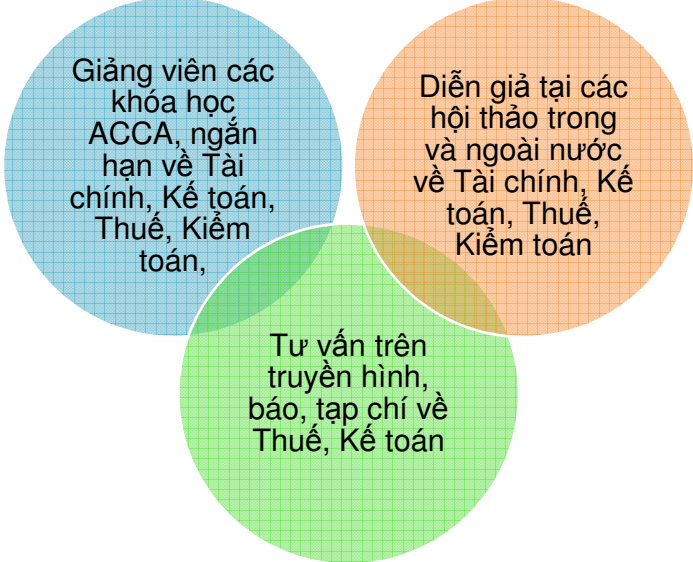 Giảng viên các
khóa học
ACCA, ngắn
hạn về Tài
chính, Kế toán,
Thuế, Kiểm
toán,
Diễn giả tại các
hội thảo trong
và ngoài nước
về Tài chính, Kế
toán, Thuế,
Kiểm toán
Tư vấn trên
truyền hình,
báo, tạp chí về
Thuế, Kế toán